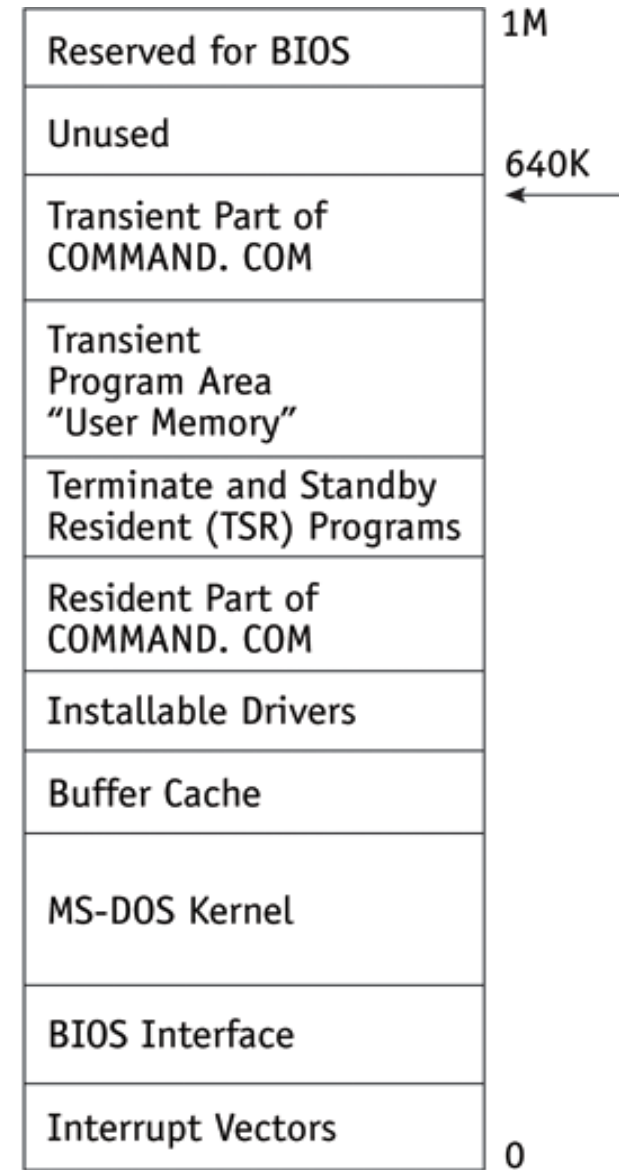 Reserved for BIOS
1M
Unused
640K
Transient Part of
COMMAND. COM
Transient
Program Area
“User Memory”
Terminate and Standby
Resident (TSR) Programs
Resident Part of
COMMAND. COM
Installable Drivers
Buffer Cache
MS-DOS Kernel
BIOS Interface
Interrupt Vectors
0